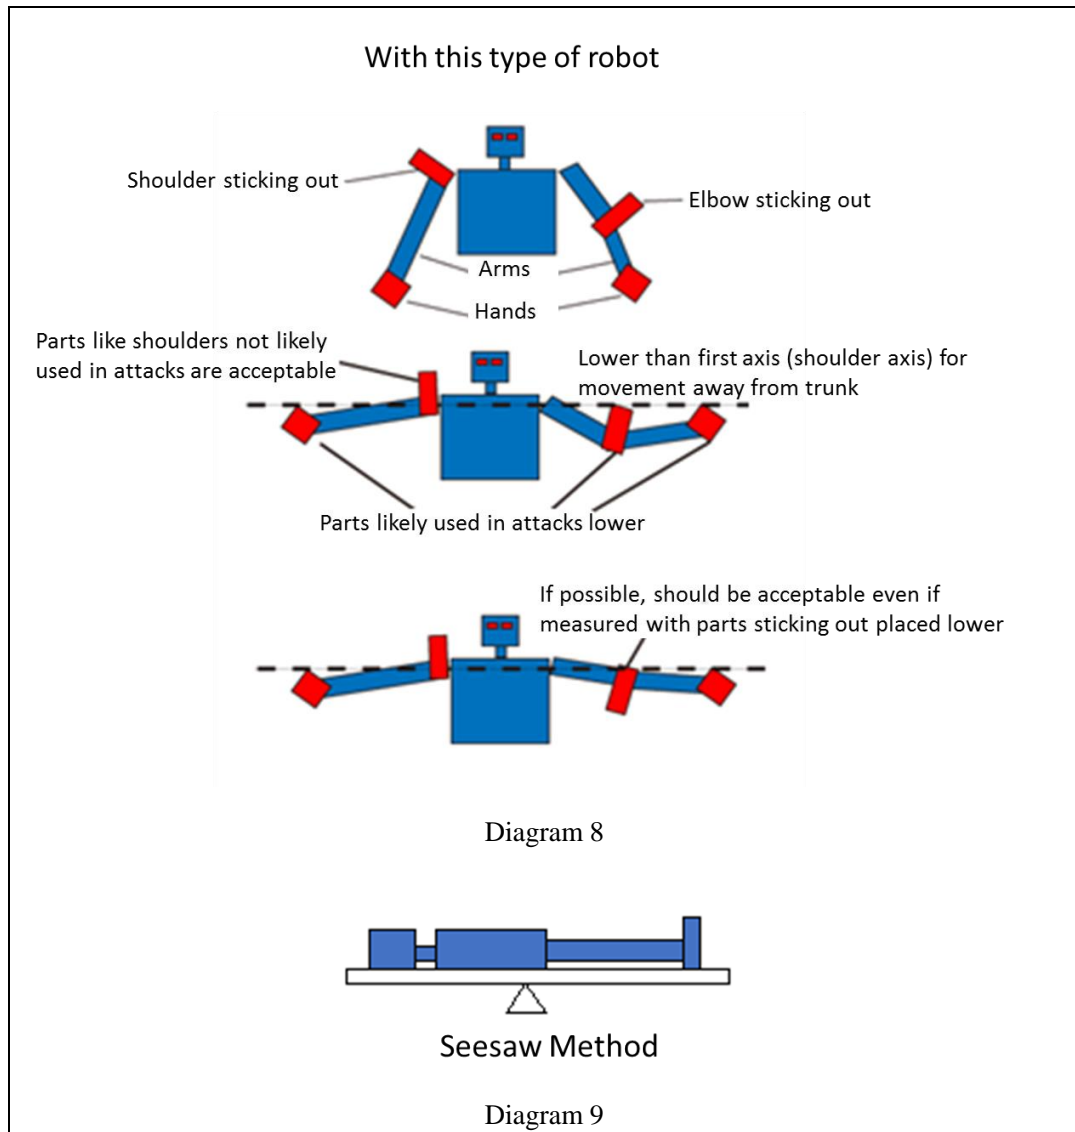 With this type of robot
Shoulder sticking out
Elbow sticking out
Arms
Hands
Parts like shoulders not likely
used in attacks are acceptable
Lower than first axis (shoulder axis) for
movement away from trunk
Parts likely used in attacks lower
If possible, should be acceptable even if
measured with parts sticking out placed lower
Diagram 8
Seesaw Method
Diagram 9